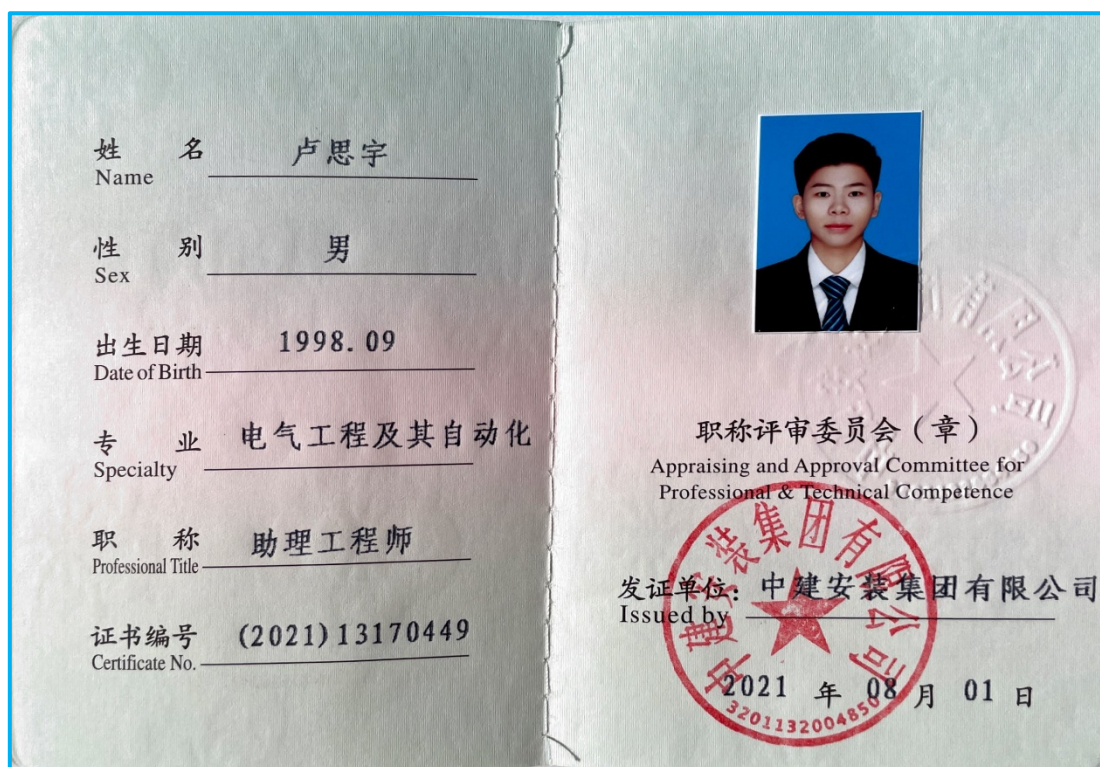 姓 名 卢思宇
Name
性 别 男
Sex
出生日期 1998.09
Date of Birth
专 业 电气工程及其自动化
Specialty
职 称 助理工程师
Professional Title
证书编号 (2021)13170449
Certificate No.
职称评审委员会（章）
Appraising and Approval Committee for
Professional & Technical Competence
发证单位：中建安装集团有限公司
Issued by
2021 年 08 月 01 日
中建安装集团有限公司
3201132004850